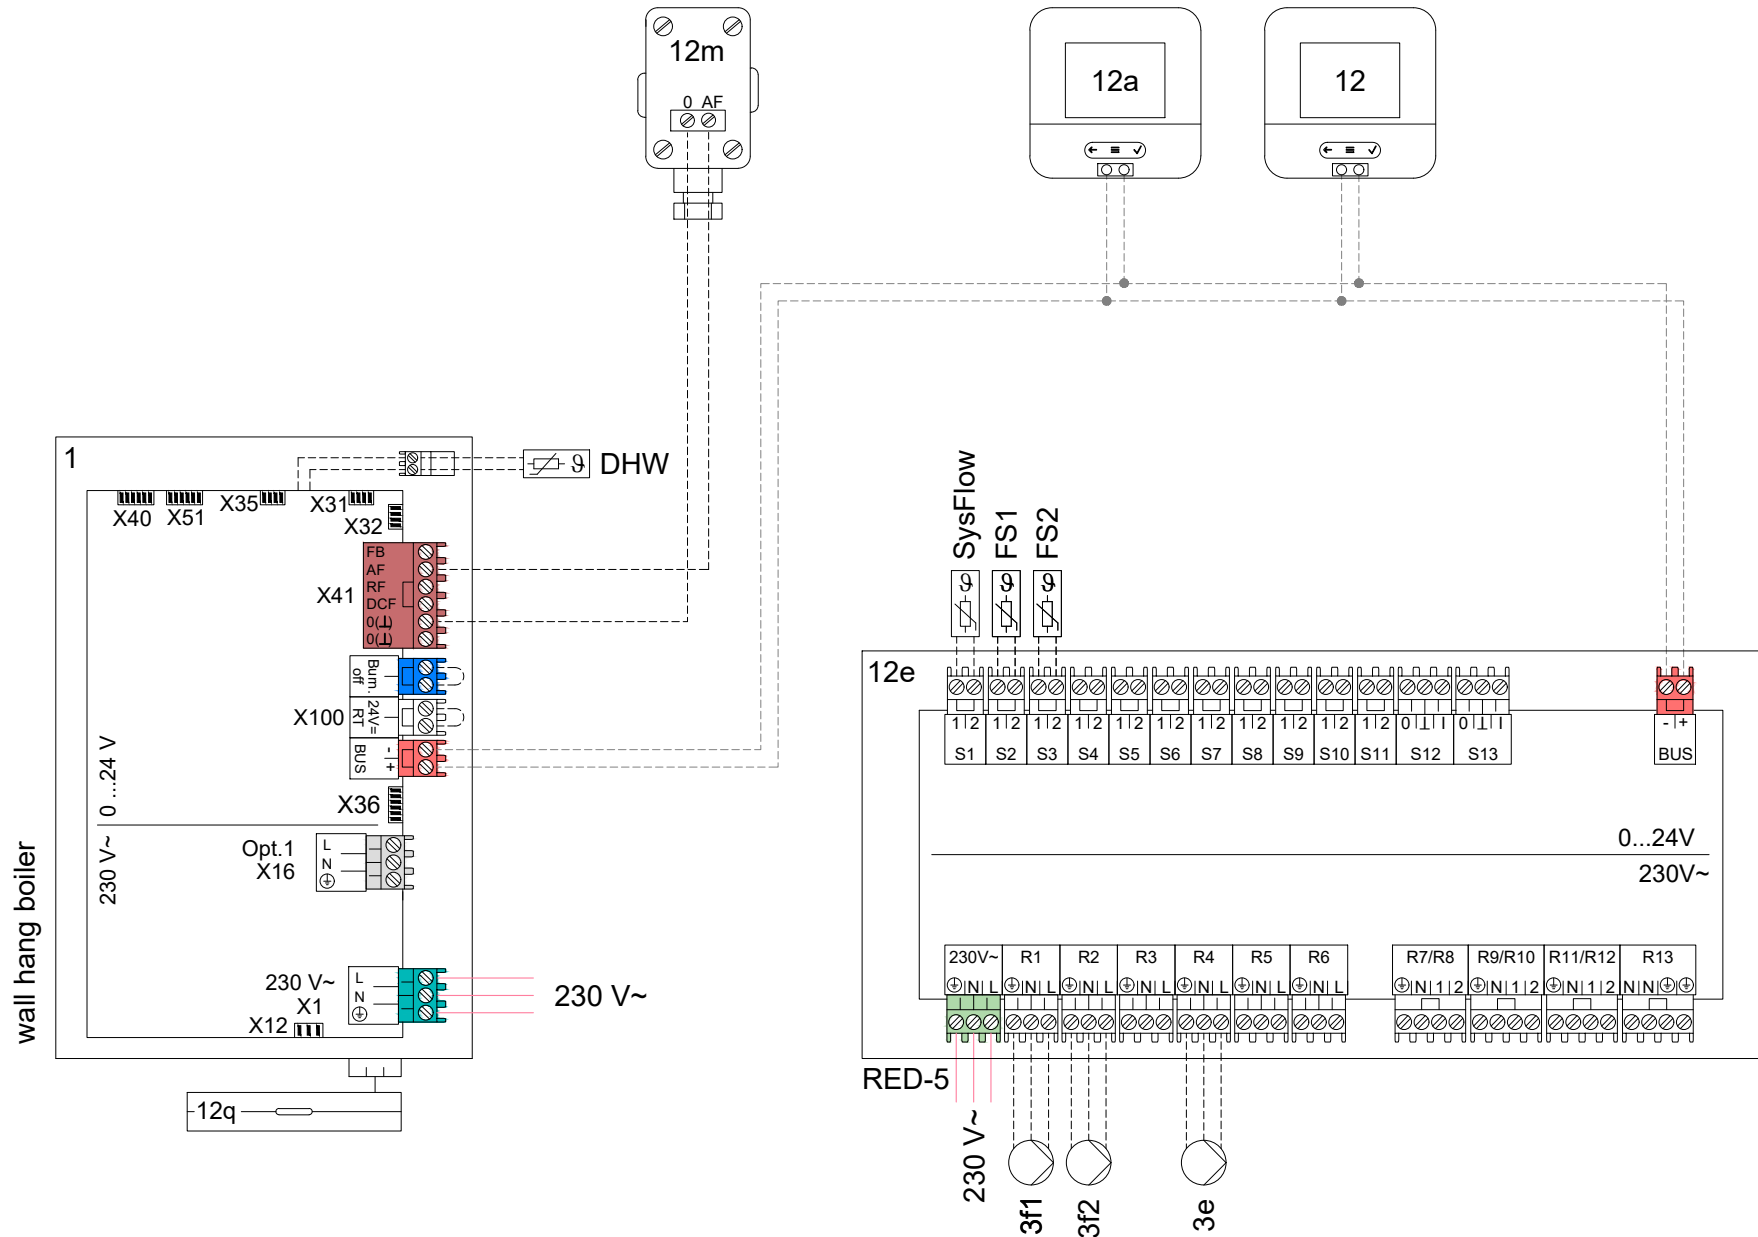 12m
0 AF
12a
12
1
DHW
X40
X51
X35
X31
X32
X41
FB
AF
RF
DCF
0(⊥)
0(⊥)
Burn.
off
X100
24V=
RT
BUS
-
+
X36
0 ...24 V
230 V~
Opt.1
X16
L
N
230 V~
X1
L
N
X12
230 V~
wall hang boiler
12q
SysFlow
FS1
FS2
ϑ
ϑ
ϑ
ϑ
12e
1|2
1|2
1|2
1|2
1|2
1|2
1|2
1|2
1|2
1|2
1|2
0 ⊥ I
0 ⊥ I
- +
S1
S2
S3
S4
S5
S6
S7
S8
S9
S10
S11
S12
S13
BUS
0...24V
230V~
230V~
R1
R2
R3
R4
R5
R6
R7/R8
R9/R10
R11/R12
R13
⏚|N|L
⏚|N|L
⏚|N|L
⏚|N|L
⏚|N|L
⏚|N|L
⏚|N|L
⏚|N|1|2
⏚|N|1|2
⏚|N|1|2
N|N|⏚|⏚
RED-5
230 V~
3f1
3f2
3e